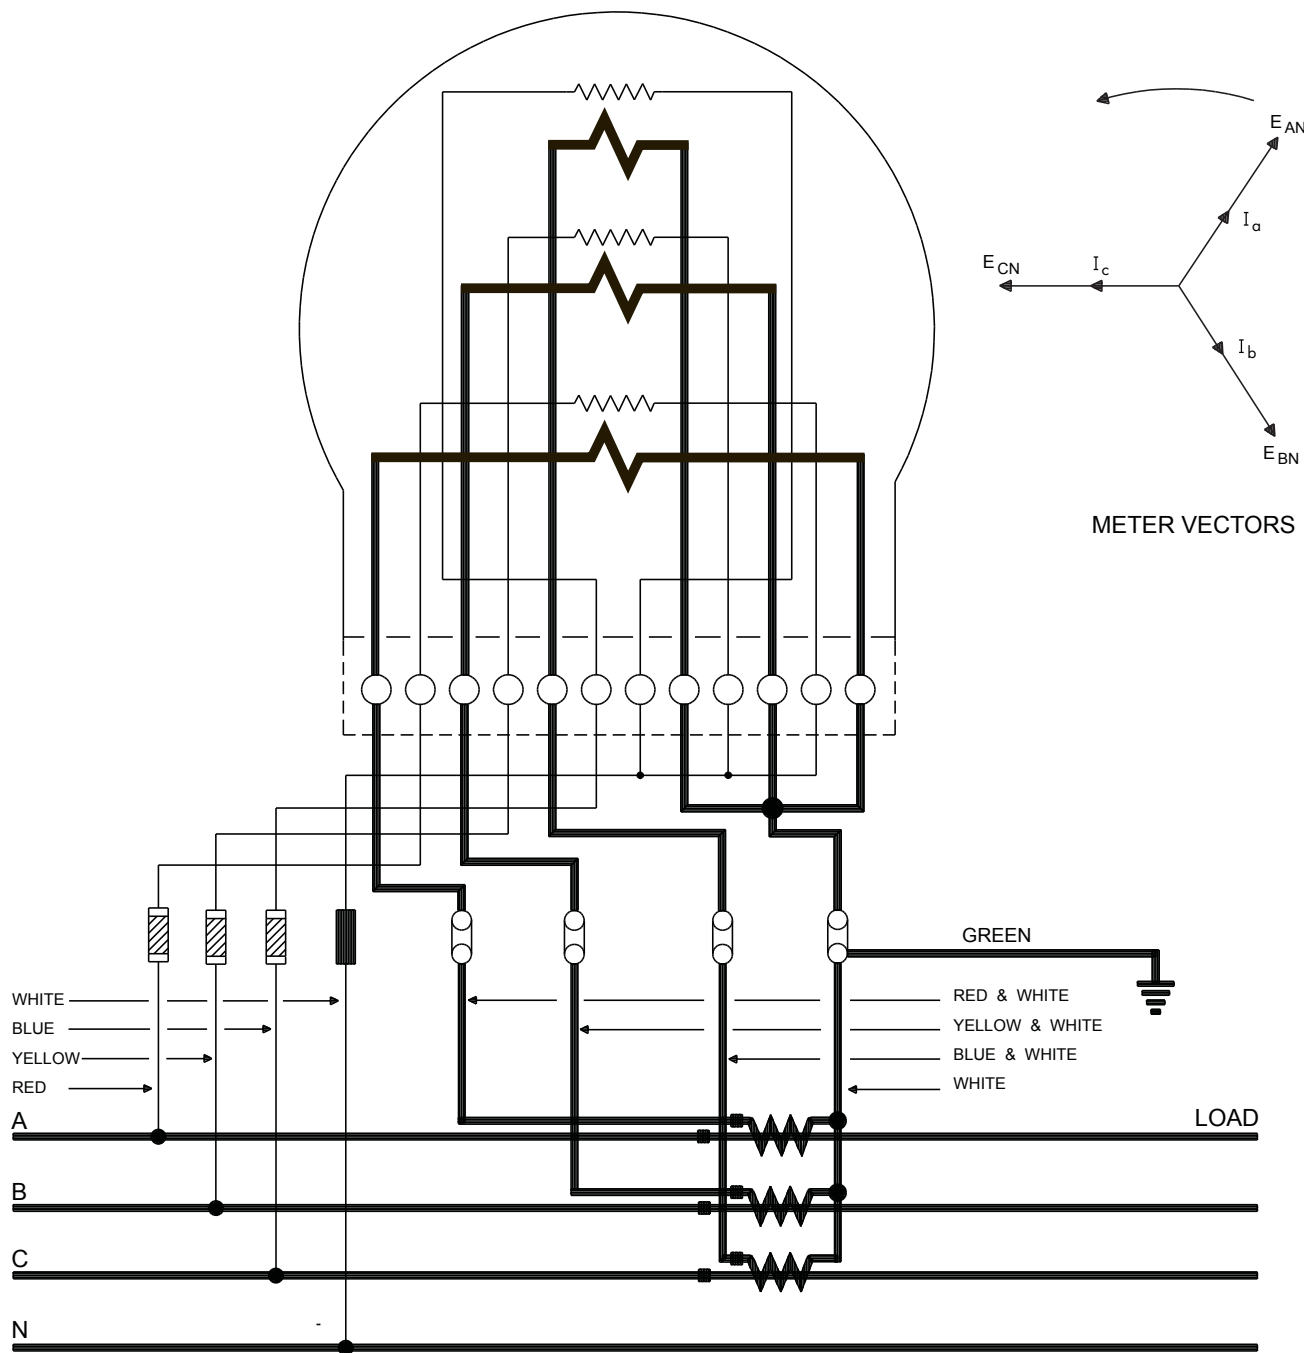 E AN
I a
E CN
I c
I b
E BN
METER VECTORS
GREEN
WHITE
RED & WHITE
BLUE
YELLOW & WHITE
YELLOW
BLUE & WHITE
RED
WHITE
A
LOAD
B
C
N